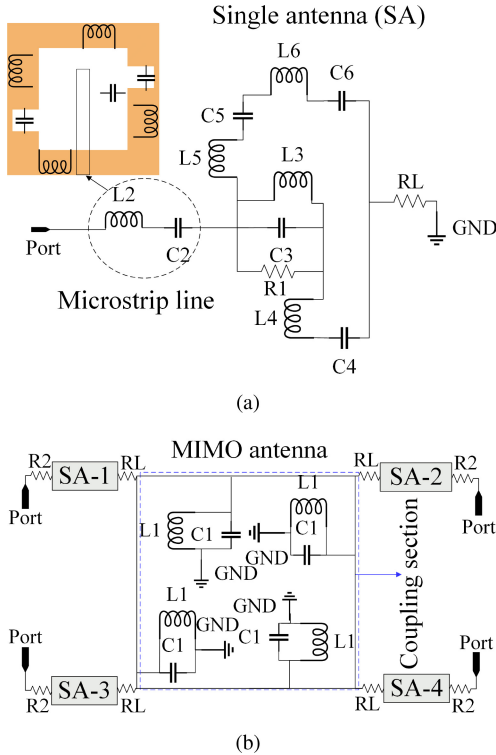 Single antenna (SA)
L6
C6
C5
L5
L3
L2
RL
Port
C2
C3
GND
R1
Microstrip line
L4
C4
(a)
MIMO antenna
R2 SA-1 RL
RL SA-2 R2
Port
Port
L1
L1 C1
C1
GND
GND
L1
GND
GND
C1
C1
L1
Coupling section
Port
Port
R2 SA-3 RL
RL SA-4 R2
(b)